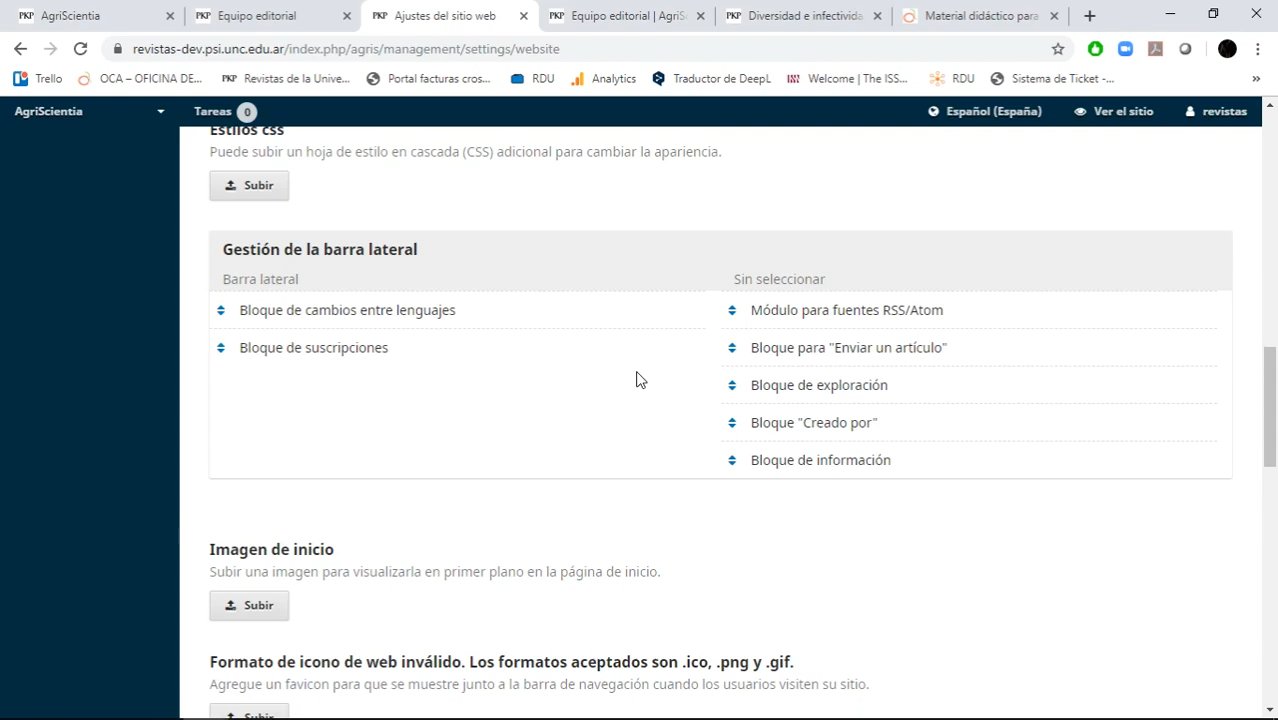 AgriScientia
Equipo editorial
Ajustes del sitio web
Equipo editorial | AgriSc
Diversidad e infectivida
Material didáctico para
revistas-dev.psi.unc.edu.ar/index.php/agris/management/settings/website
Trello
OCA – OFICINA DE...
Revistas de la Unive...
Portal facturas cros...
RDU
Analytics
Traductor de DeepL
Welcome | The ISS...
RDU
Sistema de Ticket -...
AgriScientia
Tareas 0
Español (España)
Ver el sitio
revistas
Estilos css
Puede subir un hoja de estilo en cascada (CSS) adicional para cambiar la apariencia.
Subir
Gestión de la barra lateral
Barra lateral
Sin seleccionar
Bloque de cambios entre lenguajes
Módulo para fuentes RSS/Atom
Bloque de suscripciones
Bloque para "Enviar un artículo"
Bloque de exploración
Bloque "Creado por"
Bloque de información
Imagen de inicio
Subir una imagen para visualizarla en primer plano en la página de inicio.
Subir
Formato de icono de web inválido. Los formatos aceptados son .ico, .png y .gif.
Agregue un favicon para que se muestre junto a la barra de navegación cuando los usuarios visiten su sitio.
Subir